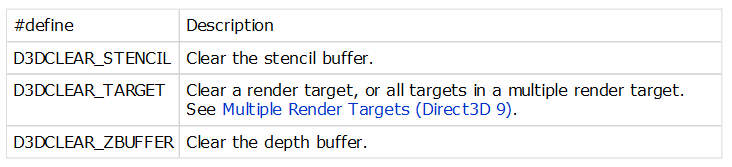 #define Description
D3DCLEAR_STENCIL Clear the stencil buffer.
D3DCLEAR_TARGET Clear a render target, or all targets in a multiple render target.
See Multiple Render Targets (Direct3D 9).
D3DCLEAR_ZBUFFER Clear the depth buffer.